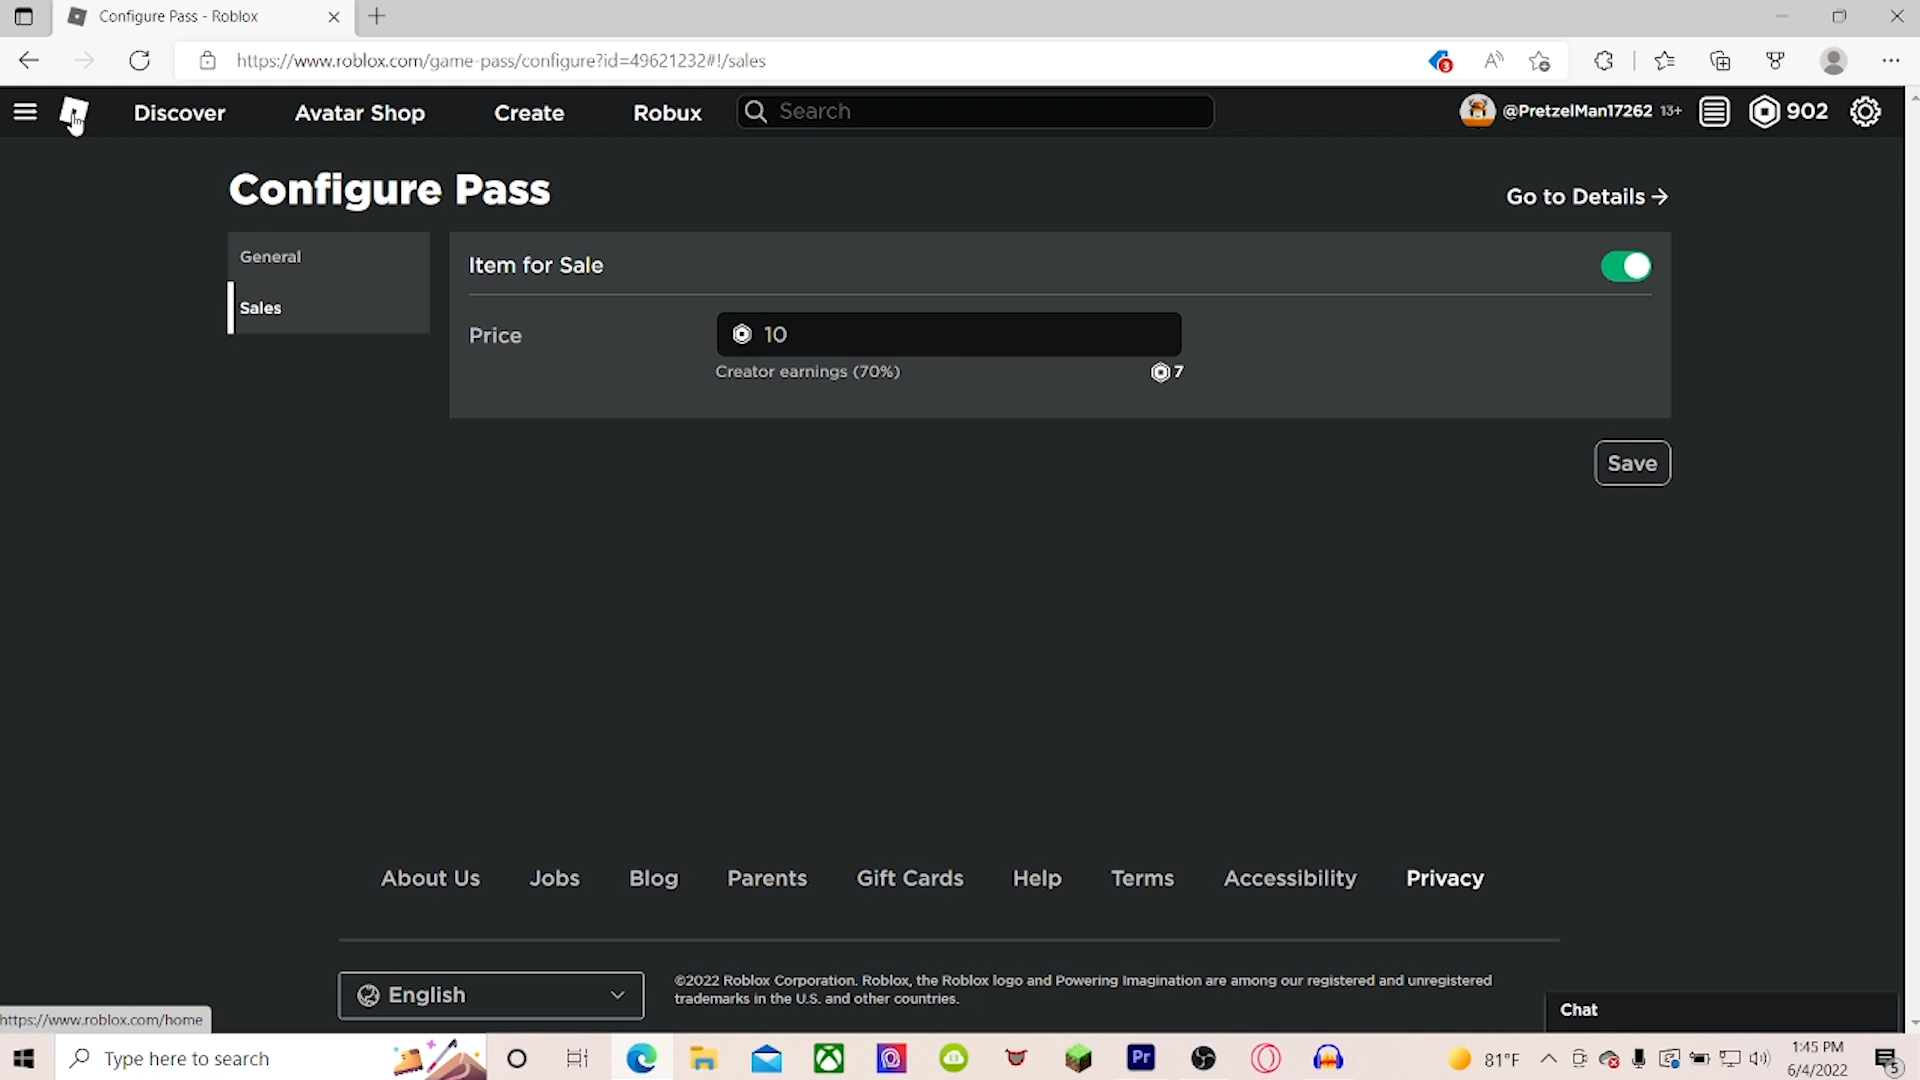 Configure Pass - Roblox
https://www.roblox.com/game-pass/configure?id=49621232#!/sales
3
Discover
Avatar Shop
Create
Robux
Search
@PretzelMan17262 13+
902
Configure Pass
Go to Details →
General
Sales
Item for Sale
Price
10
Creator earnings (70%)
7
Save
About Us
Jobs
Blog
Parents
Gift Cards
Help
Terms
Accessibility
Privacy
English
©2022 Roblox Corporation. Roblox, the Roblox logo and Powering Imagination are among our registered and unregistered
trademarks in the U.S. and other countries.
Chat
https://www.roblox.com/home
Type here to search
Pr
81°F
1:45 PM
6/4/2022
5